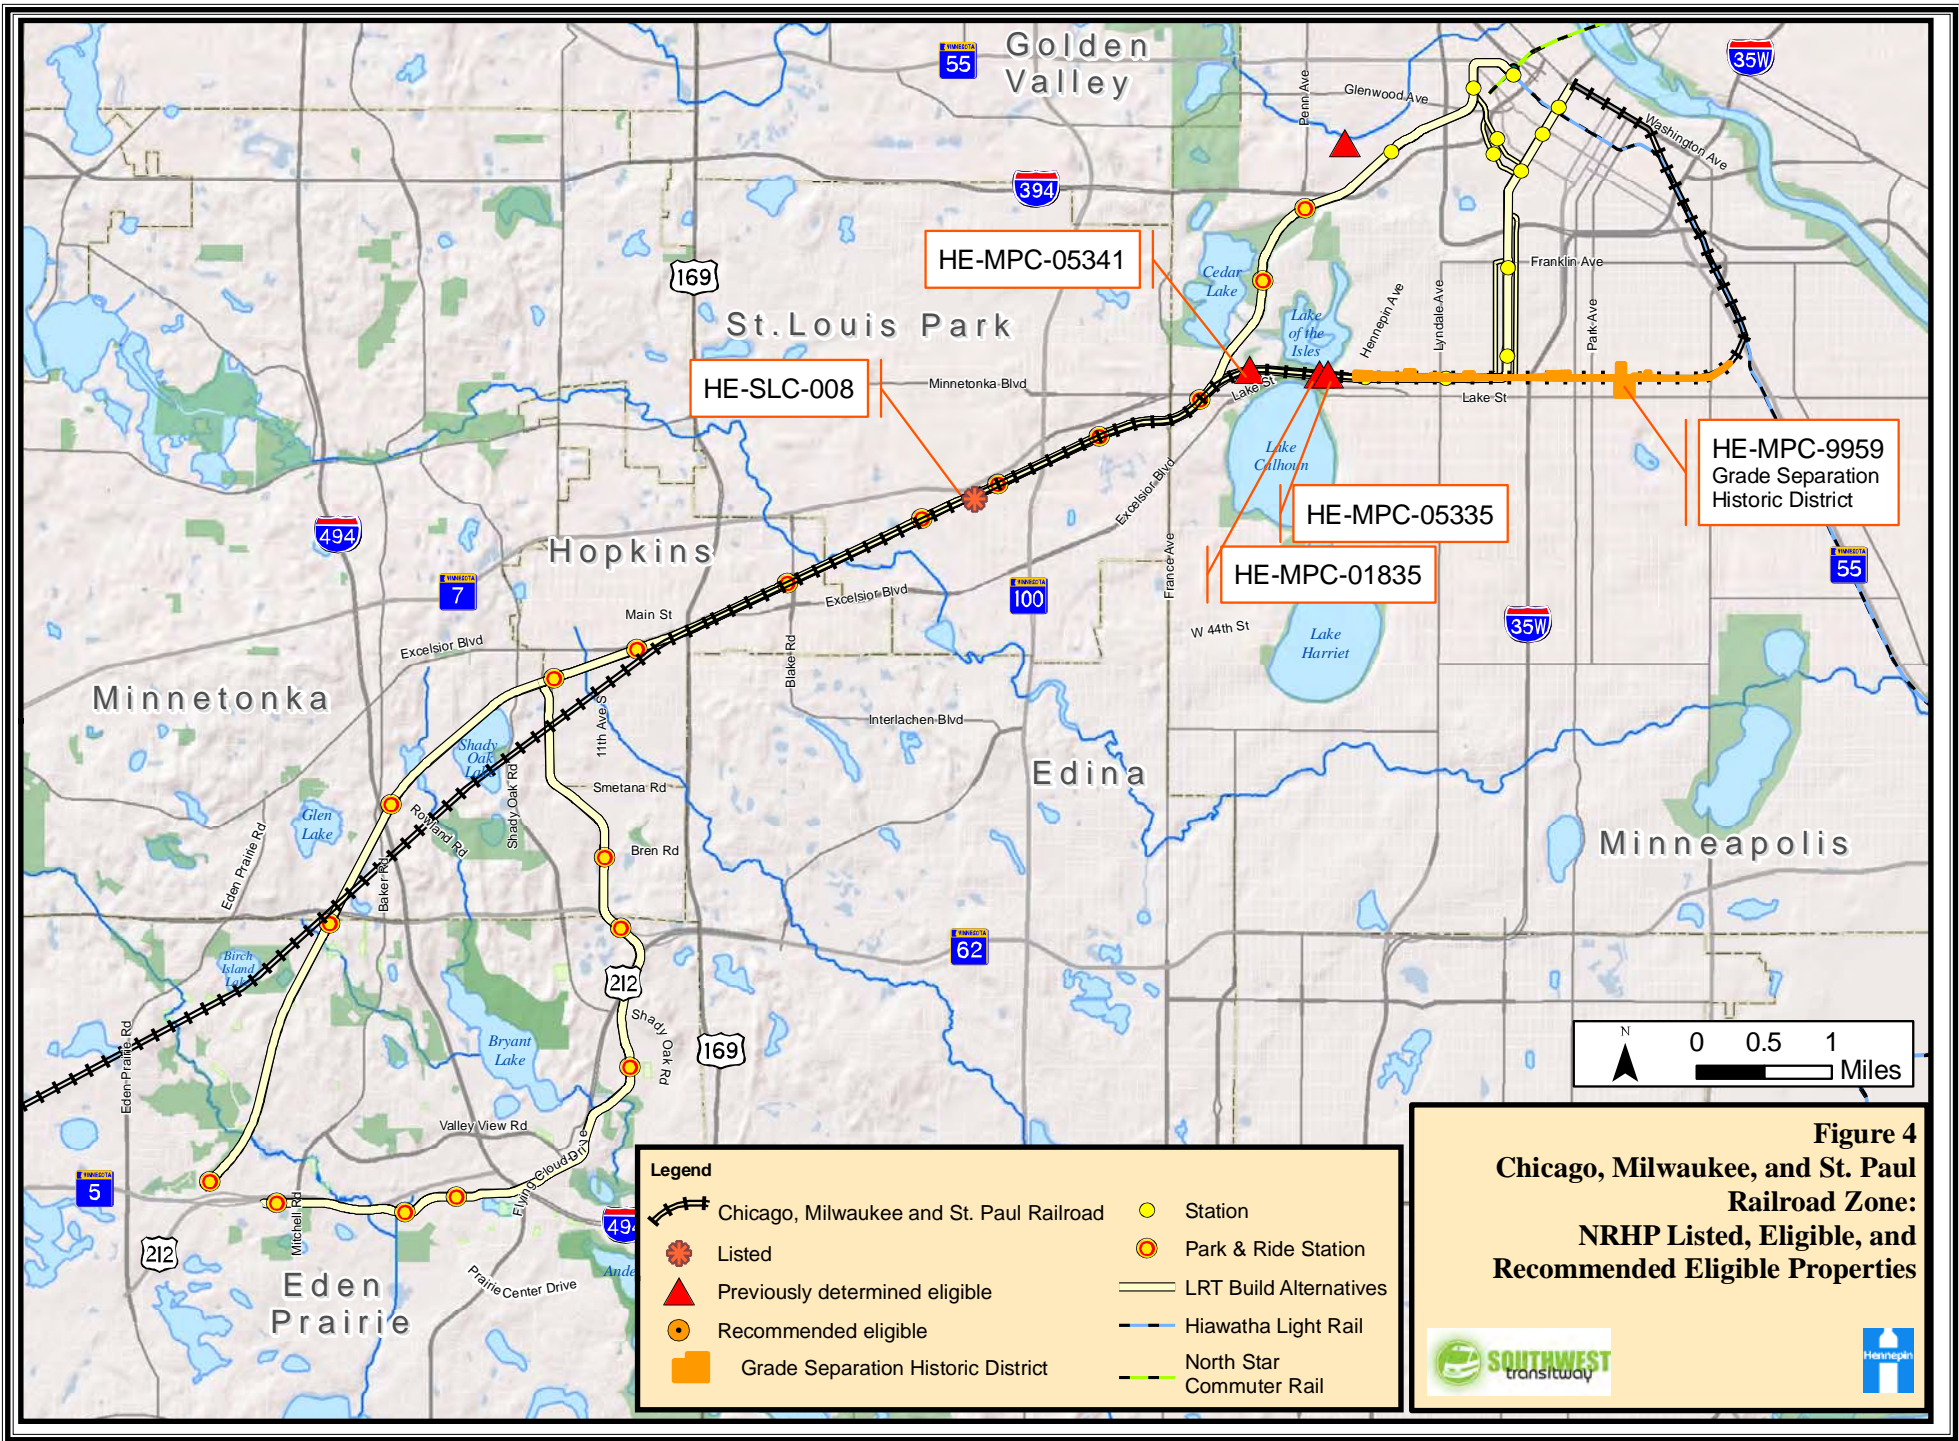 Golden
Valley
MINNESOTA
55
35W
Penn Ave
Glenwood Ave
Washington Ave
394
HE-MPC-05341
169
Cedar
Lake
Franklin Ave
Lake
of the
Isles
Hennepin Ave
Lyndale Ave
Park Ave
St.Louis Park
HE-SLC-008
Minnetonka Blvd
Lake St
Lake St
Lake
Calhoun
HE-MPC-9959
Grade Separation
Historic District
Excelsior Blvd
HE-MPC-05335
494
Hopkins
France Ave
HE-MPC-01835
MINNESOTA
55
MINNESOTA
7
MINNESOTA
100
Excelsior Blvd
Main St
35W
W 44th St
Lake
Harriet
Excelsior Blvd
Blake Rd
Minnetonka
11th Ave S
Interlachen Blvd
Shady
Oak
Lake
Edina
Smetana Rd
Shady Oak Rd
Glen
Lake
Rowland Rd
Minneapolis
Eden Prairie Rd
Bren Rd
Baker Rd
MINNESOTA
62
Birch
Island
Lake
212
Shady Oak Rd
Eden Prairie Rd
Bryant
Lake
169
N
0 0.5 1
Miles
Valley View Rd
Flying Cloud Drive
MINNESOTA
5
Mitchell Rd
212
494
Eden
Prairie
Prairie Center Drive
Ande
Legend
Chicago, Milwaukee and St. Paul Railroad
Listed
Previously determined eligible
Recommended eligible
Grade Separation Historic District
Station
Park & Ride Station
LRT Build Alternatives
Hiawatha Light Rail
North Star
Commuter Rail
Figure 4
Chicago, Milwaukee, and St. Paul
Railroad Zone:
NRHP Listed, Eligible, and
Recommended Eligible Properties
SOUTHWEST
transitway
Hennepin